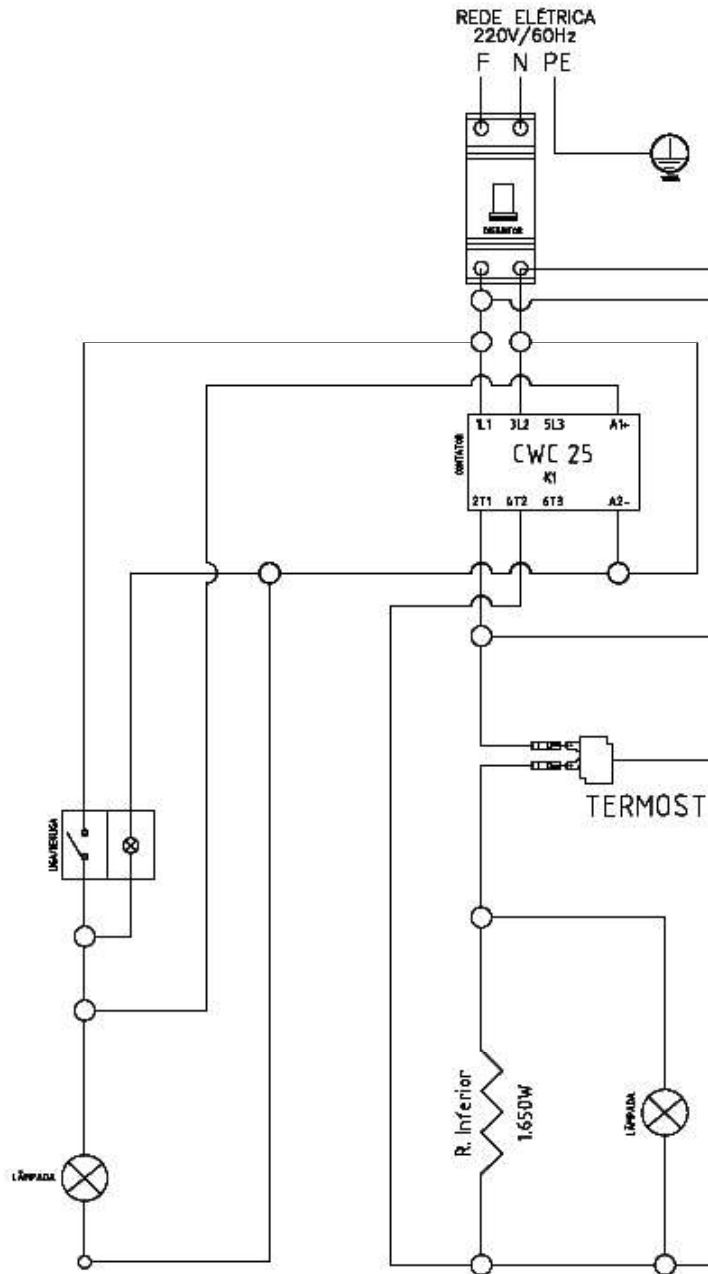 REDE ELÉTRICA
220V/60Hz
F N PE
DISJUNTOR
1L1 3L2 5L3 A1+
CONTATOR
CWC 25
K1
2T1 4T2 6T3 A2-
TERMOST
LIGA/DESLIGA
R. Inferior
1.650W
LÂMPADA
LÂMPADA